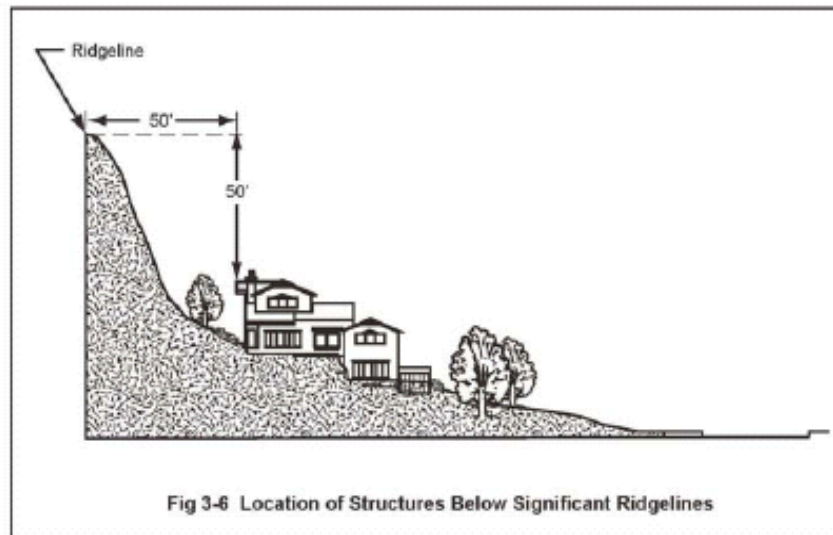 Ridgeline
50'
50'
Fig 3-6 Location of Structures Below Significant Ridgelines